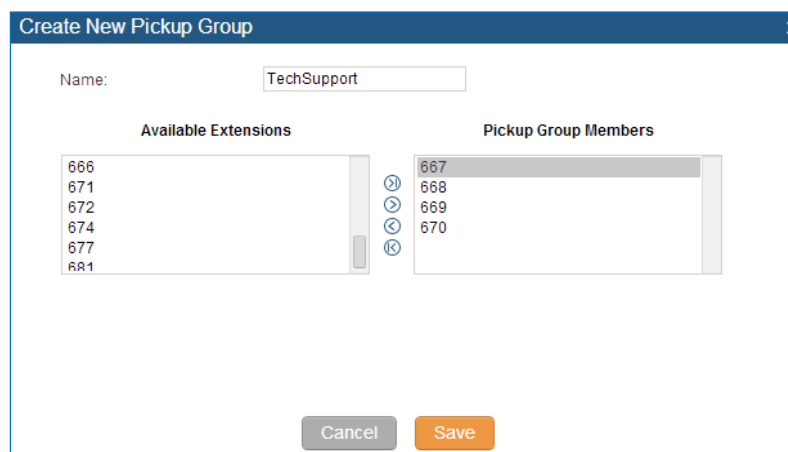 Create New Pickup Group
Name:
TechSupport
Available Extensions
Pickup Group Members
666
671
672
674
677
681
667
668
669
670
Cancel
Save